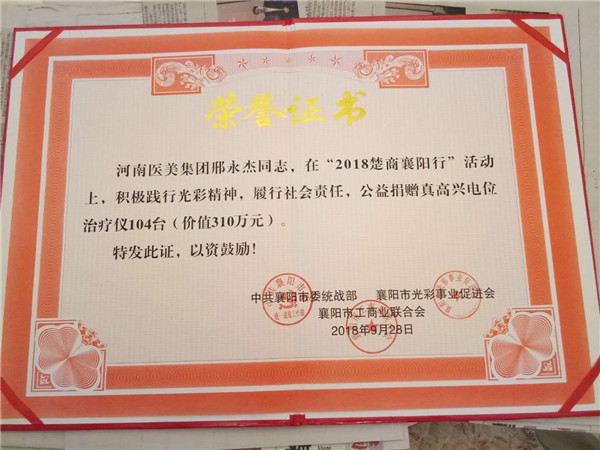 荣誉证书
河南医美集团邢永杰同志，在“2018楚商襄阳行”活动
上，积极践行光彩精神，履行社会责任，公益捐赠真高兴电位
治疗仪104台（价值310万元）。
特发此证，以资鼓励！
中共襄阳市委统战部 襄阳市光彩事业促进会
襄阳市工商业联合会
2018年9月28日